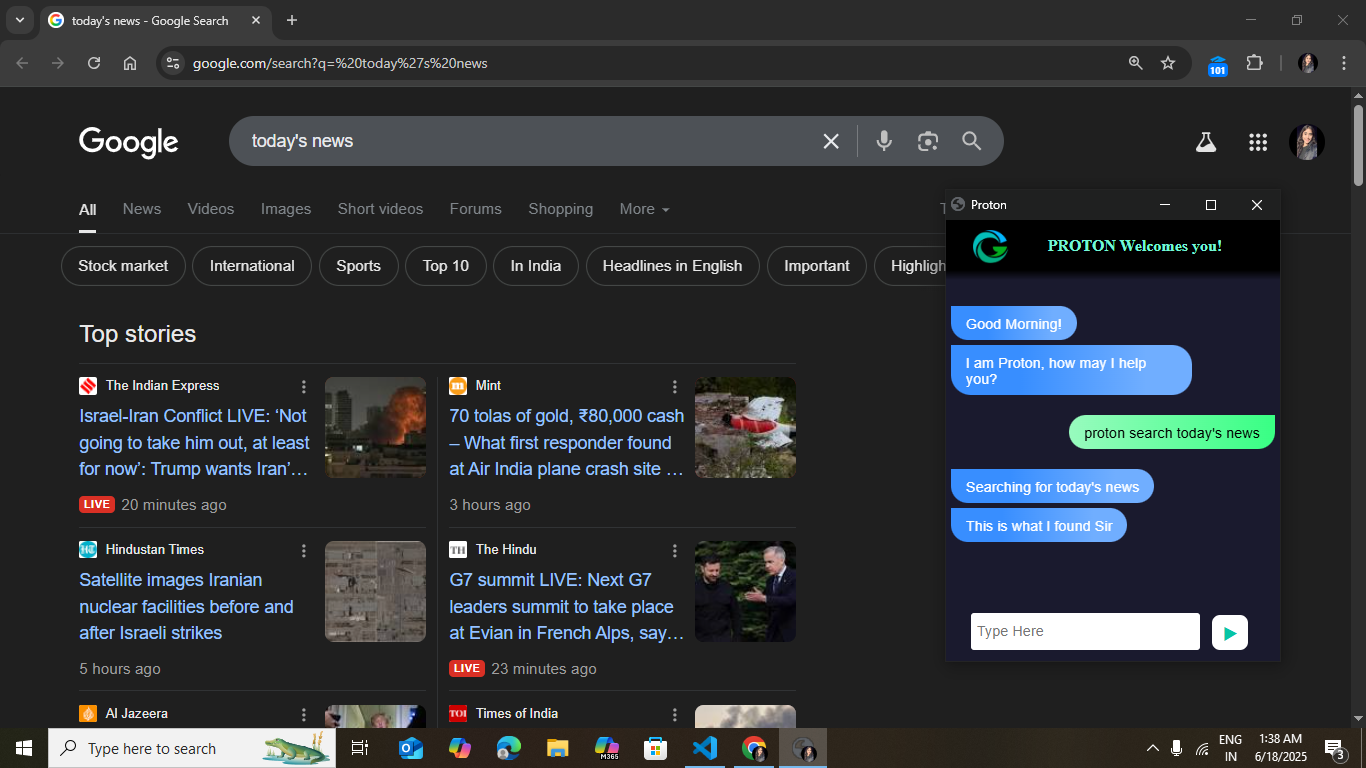 today's news - Google Search
google.com/search?q=%20today%27s%20news
101
Google
today's news
All News Videos Images Short videos Forums Shopping More
Stock market International Sports Top 10 In India Headlines in English Important Highligh
Top stories
The Indian Express
Israel-Iran Conflict LIVE: ‘Not
going to take him out, at least
for now’: Trump wants Iran’...
LIVE 20 minutes ago
Mint
70 tolas of gold, ₹80,000 cash
– What first responder found
at Air India plane crash site ...
3 hours ago
HT
Hindustan Times
Satellite images Iranian
nuclear facilities before and
after Israeli strikes
5 hours ago
TH
The Hindu
G7 summit LIVE: Next G7
leaders summit to take place
at Evian in French Alps, say...
LIVE 23 minutes ago
Al Jazeera
TOI
Times of India
Proton
PROTON Welcomes you!
Good Morning!
I am Proton, how may I help
you?
proton search today's news
Searching for today's news
This is what I found Sir
Type Here
Type here to search
M365
ENG
IN
1:38 AM
6/18/2025
3